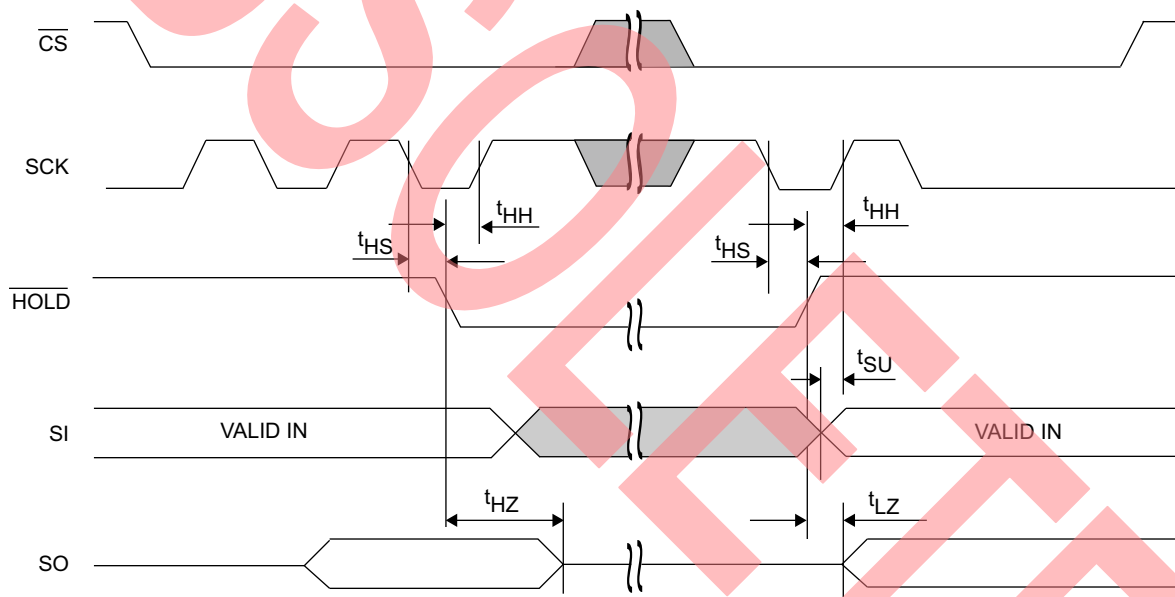 CS
SCK
tHH
tHH
tHS
tHS
HOLD
tSU
SI
VALID IN
VALID IN
tHZ
tLZ
SO